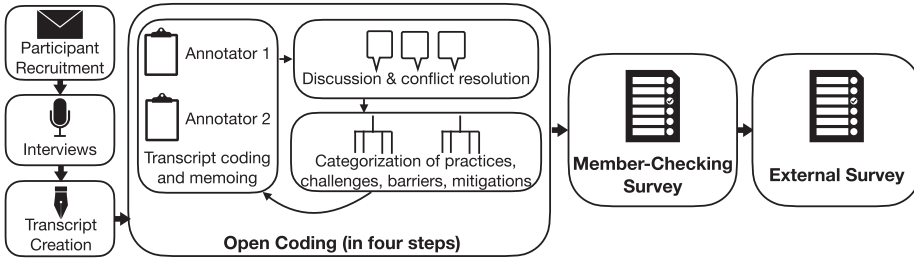 Participant
Recruitment
Interviews
Transcript
Creation
Annotator 1
Annotator 2
Transcript coding
and memoing
Discussion & conflict resolution
Categorization of practices,
challenges, barriers, mitigations
Open Coding (in four steps)
Member-Checking
Survey
External Survey